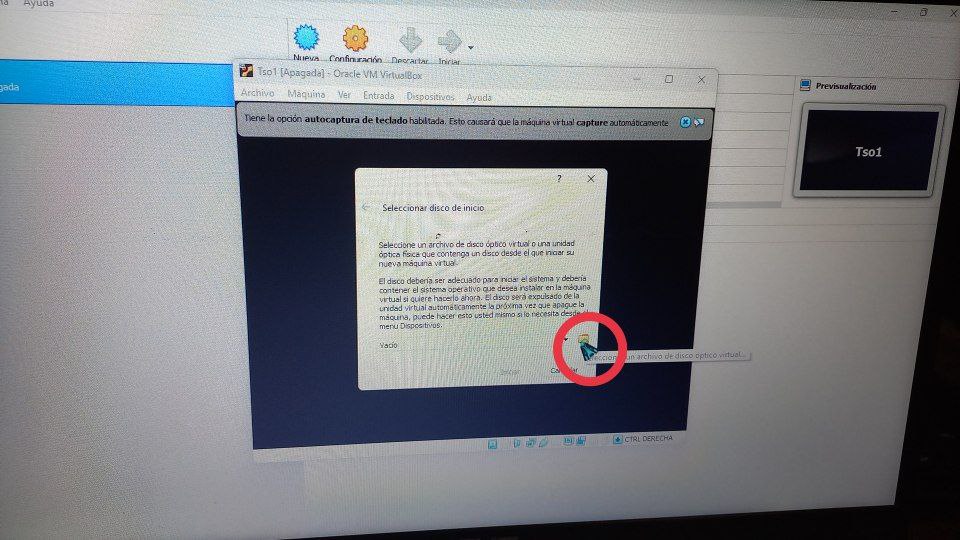 Ayuda
Nueva
Configuración
Descartar
Iniciar
Tso1 [Apagada] - Oracle VM VirtualBox
Archivo Máquina Ver Entrada Dispositivos Ayuda
Previsualización
Tso1
Tiene la opción autocaptura de teclado habilitada. Esto causará que la máquina virtual capture automáticamente
?
Seleccionar disco de inicio
Seleccione un archivo de disco óptico virtual o una unidad
óptica física que contenga un disco desde el que iniciar su
nueva máquina virtual.
El disco debería ser adecuado para iniciar el sistema y debería
contener el sistema operativo que desea instalar en la máquina
virtual si quiere hacerlo ahora. El disco será expulsado de la
unidad virtual automáticamente la próxima vez que apague la
máquina, puede hacer esto usted mismo si lo necesita desde
menú Dispositivos.
Vacío
un archivo de disco óptico virtual...
Iniciar
CTRL DERECHA